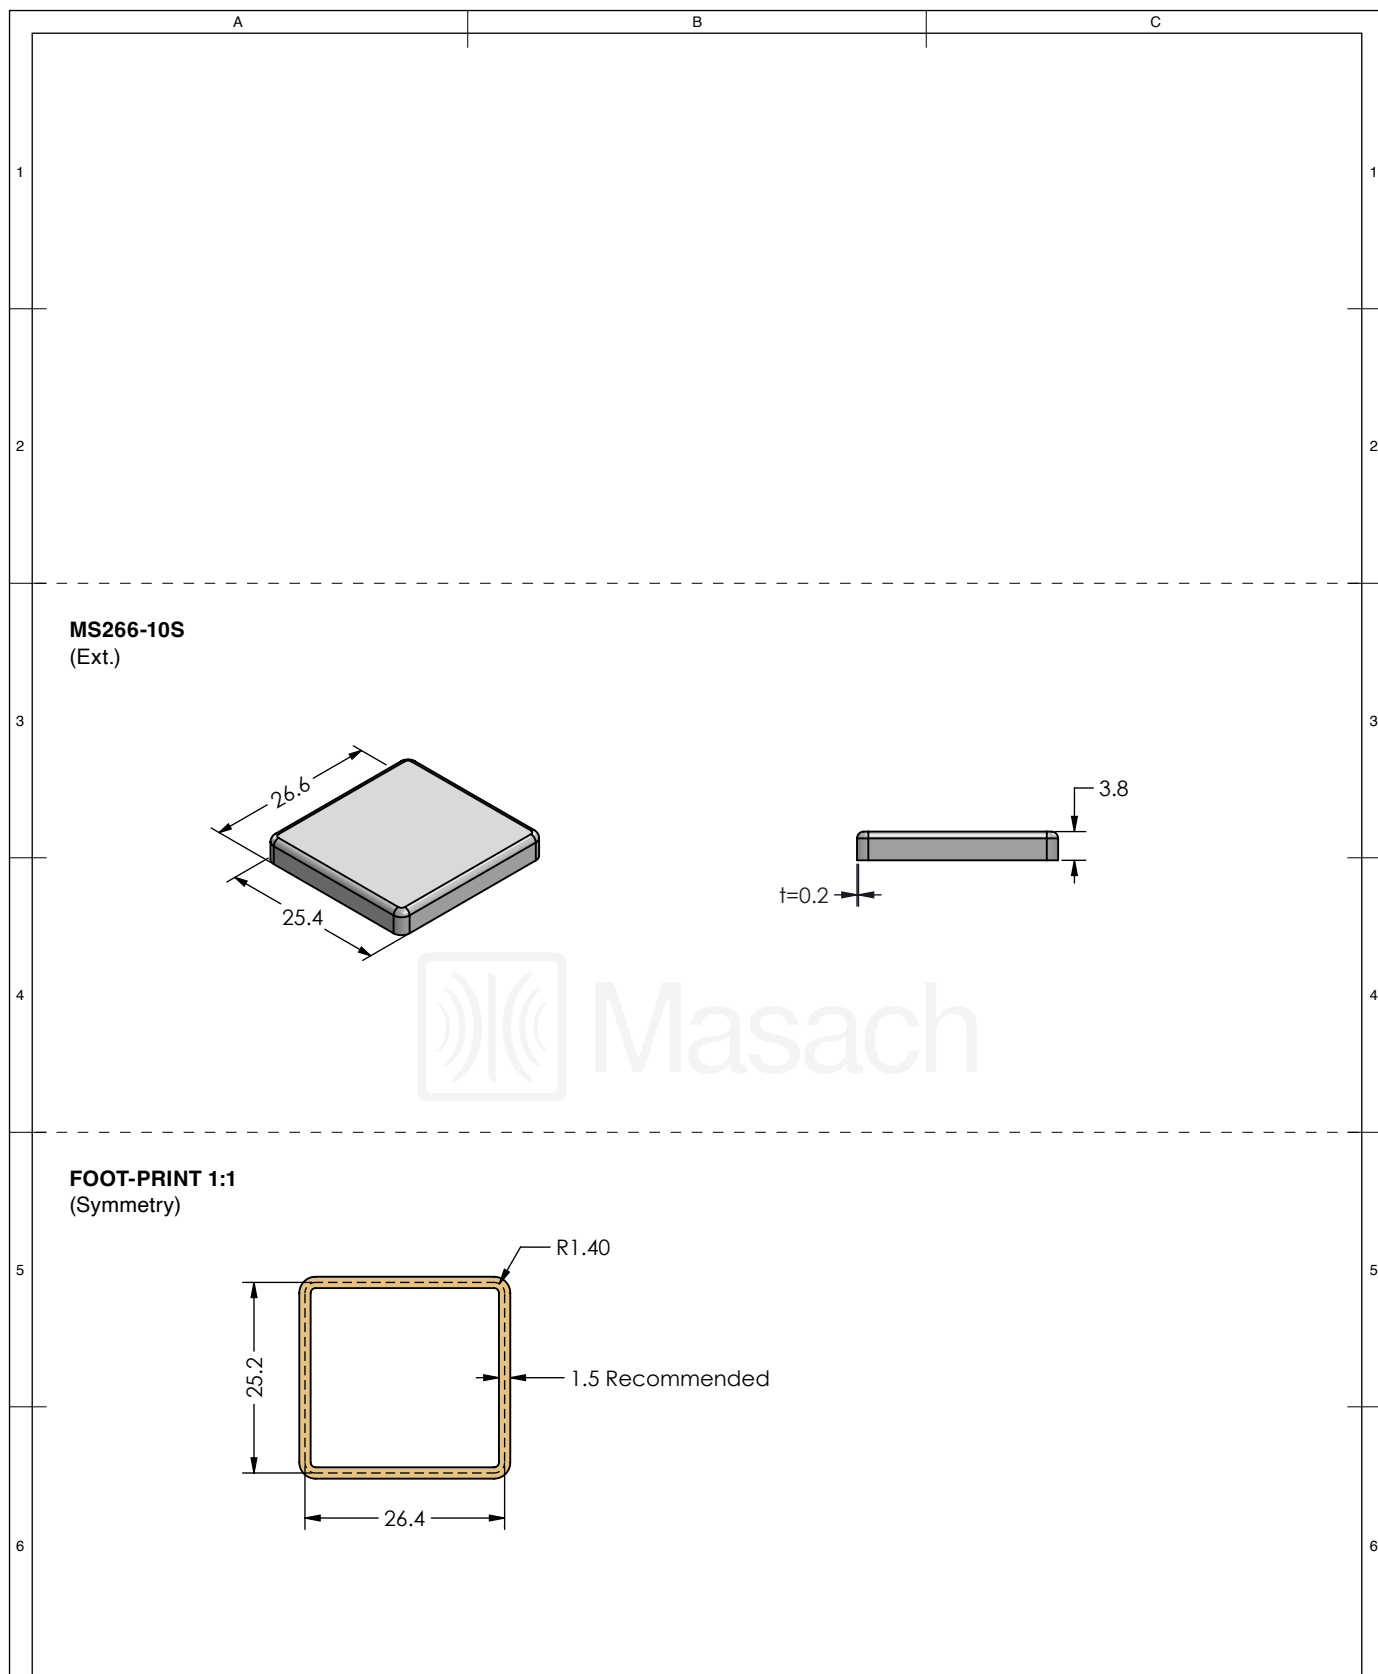 A B C
1 1
2 2
MS266-10S
(Ext.)
3 3
26.6
25.4
3.8
t=0.2
4 4
Masach
FOOT-PRINT 1:1
(Symmetry)
5 5
R1.40
25.2
1.5 Recommended
26.4
6 6